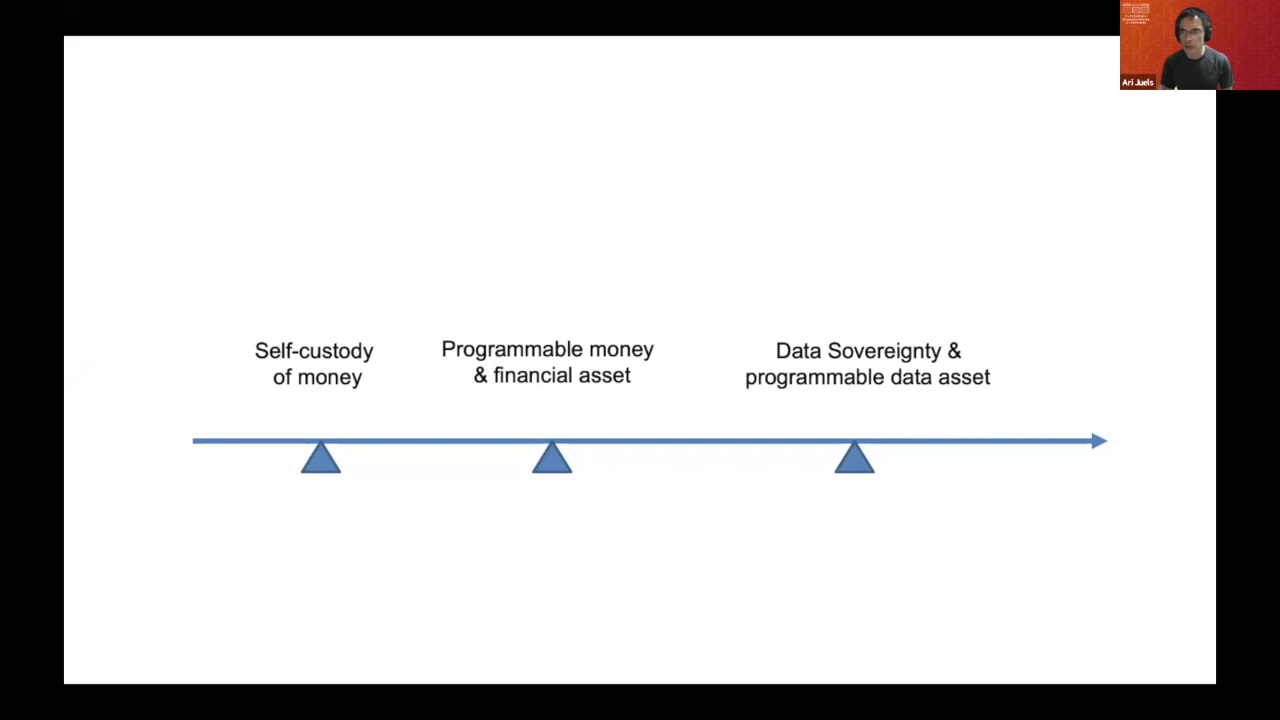 Self-custody
of money
Programmable money
& financial asset
Data Sovereignty &
programmable data asset
Ari Juels